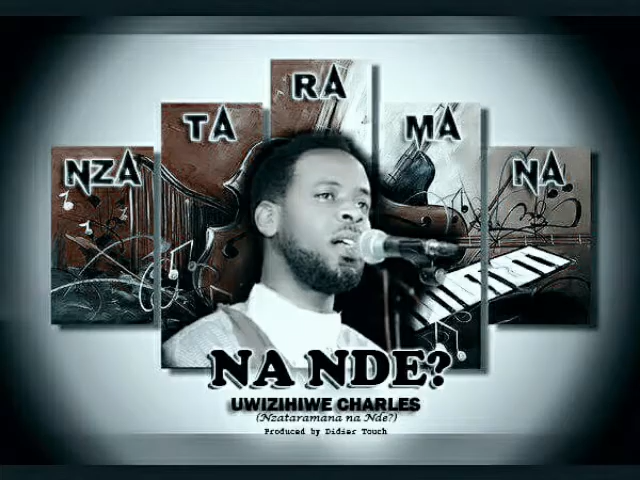 NZA TA RA MA NA
NA NDE?
UWIZIHIWE CHARLES
(Nzataramana na Nde?)
Produced by Didier Touch